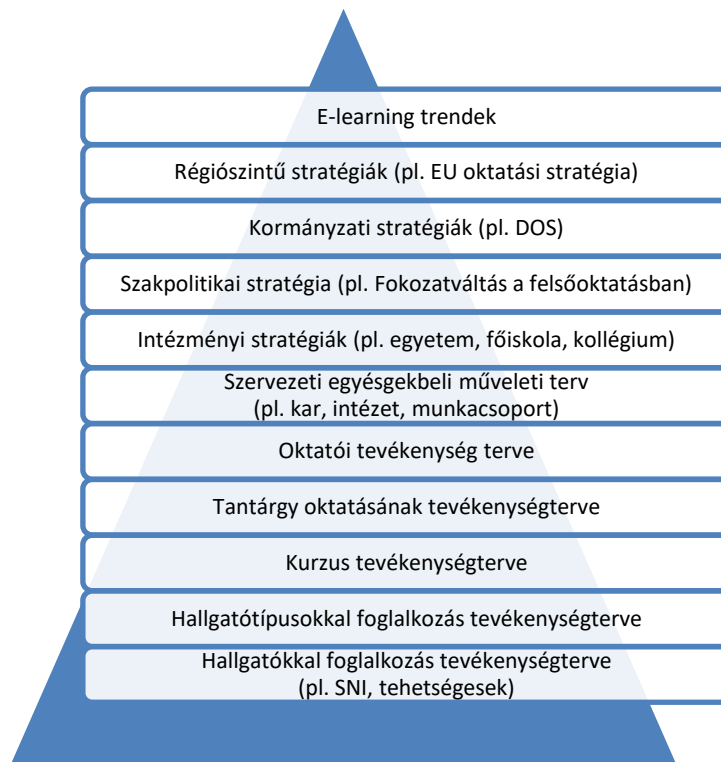 E-learning trendek
Régiószintű stratégiák (pl. EU oktatási stratégia)
Kormányzati stratégiák (pl. DOS)
Szakpolitikai stratégia (pl. Fokozatváltás a felsőoktatásban)
Intézményi stratégiák (pl. egyetem, főiskola, kollégium)
Szervezeti egyésgekbeli műveleti terv
(pl. kar, intézet, munkacsoport)
Oktatói tevékenység terve
Tantárgy oktatásának tevékenységterve
Kurzus tevékenységterve
Hallgatótípusokkal foglalkozás tevékenységterve
Hallgatókkal foglalkozás tevékenységterve
(pl. SNI, tehetségesek)